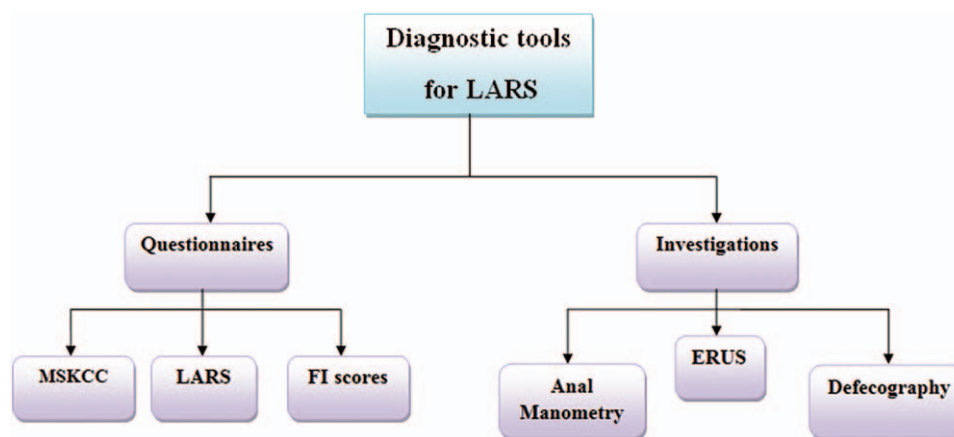 Diagnostic tools
for LARS
Questionnaires
Investigations
MSKCC
LARS
FI scores
Anal
Manometry
ERUS
Defecography